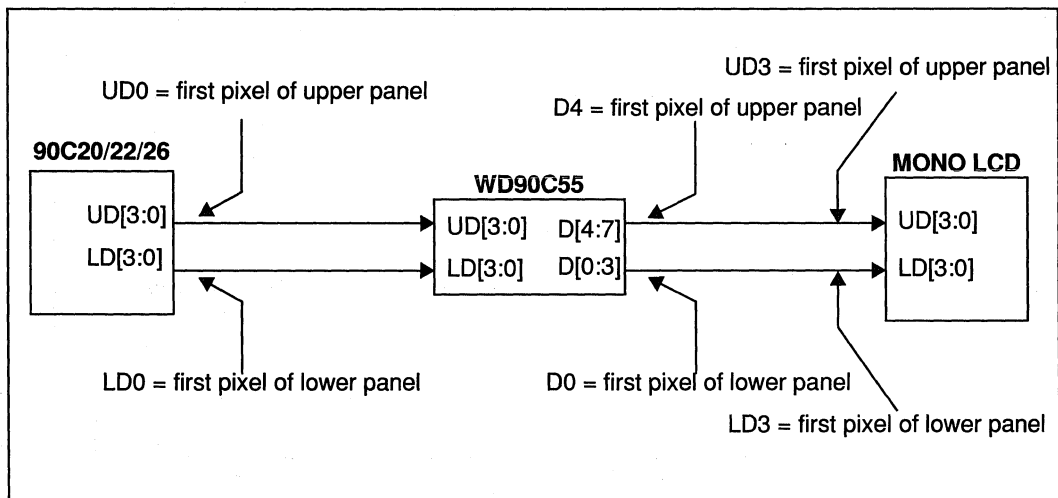 UD3 = first pixel of upper panel
UD0 = first pixel of upper panel
D4 = first pixel of upper panel
90C20/22/26
WD90C55
MONO LCD
UD[3:0]
UD[3:0] D[4:7]
UD[3:0]
LD[3:0]
LD[3:0] D[0:3]
LD[3:0]
LD0 = first pixel of lower panel
D0 = first pixel of lower panel
LD3 = first pixel of lower panel